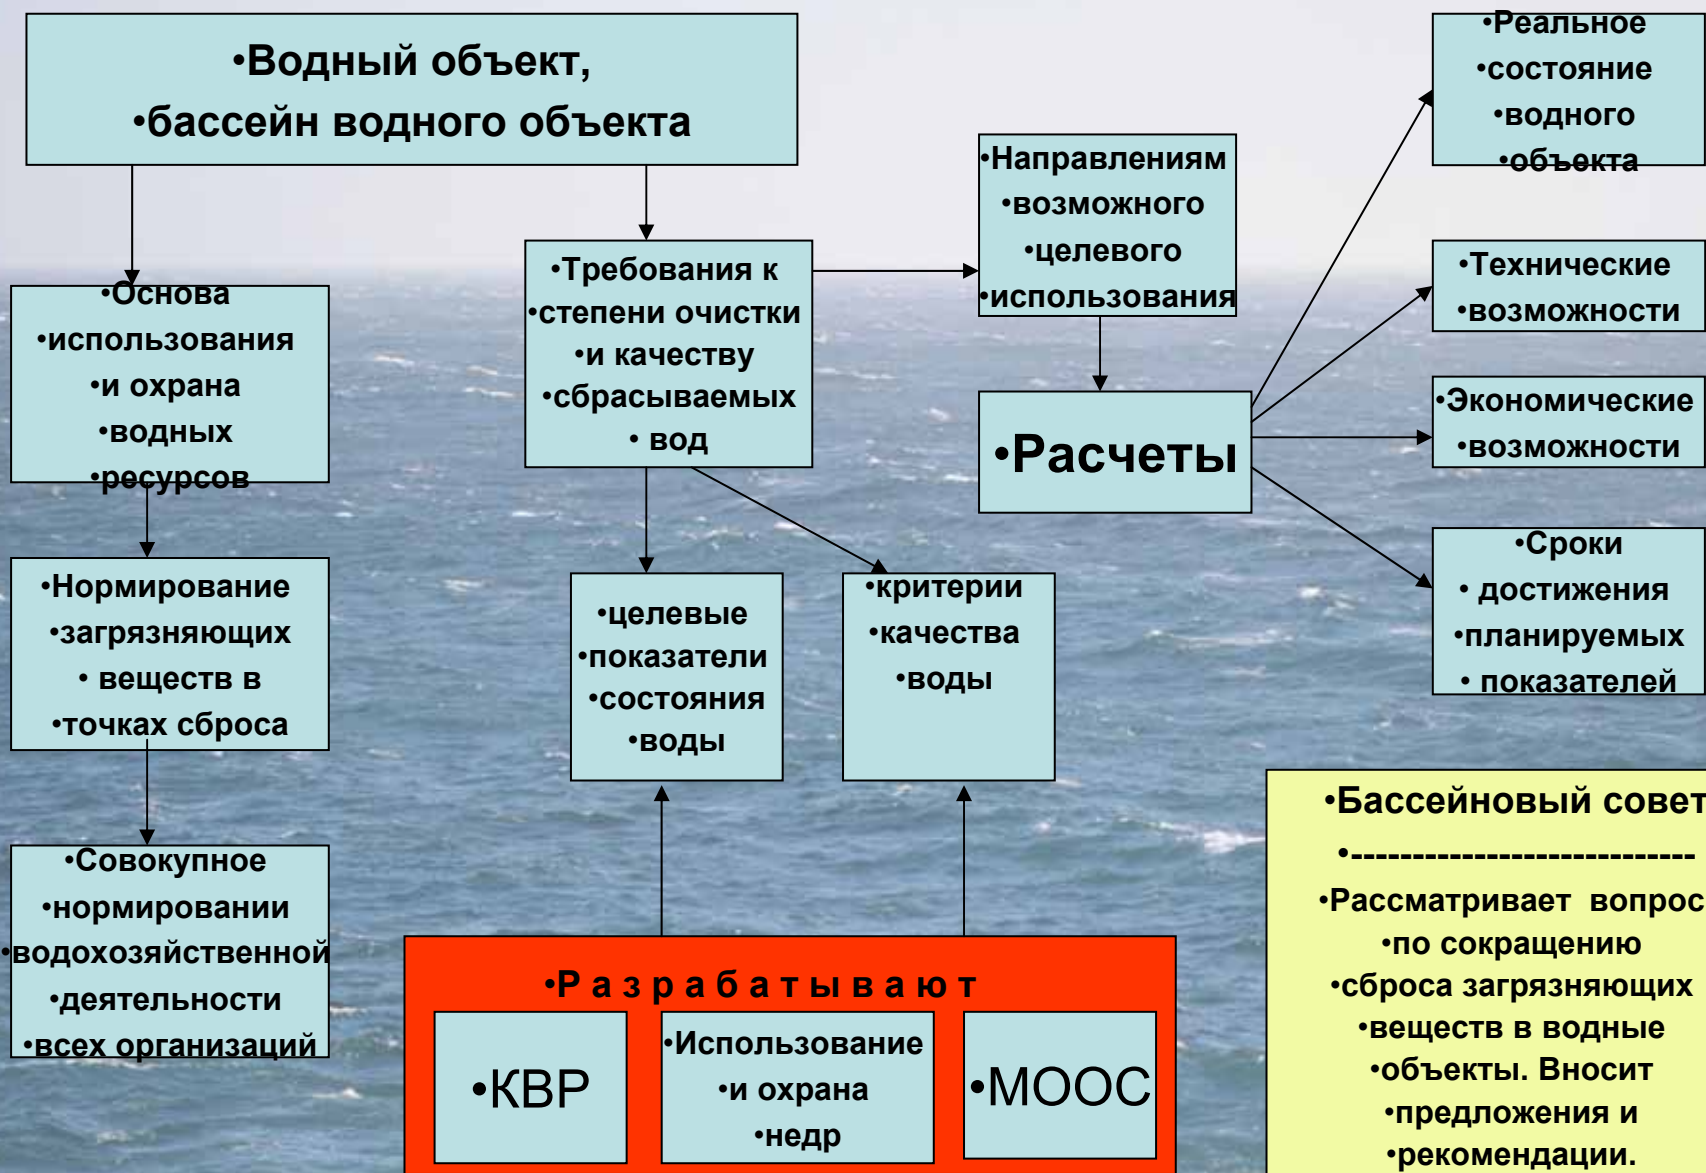 •Водный объект,
•бассейн водного объекта
•Основа
•использования
•и охрана
•водных
•ресурсов
•Нормирование
•загрязняющих
• веществ в
•точках сброса
•Совокупное
•нормировании
•водохозяйственной
•деятельности
•всех организаций
•Требования к
•степени очистки
•и качеству
•сбрасываемых
• вод
•целевые
•показатели
•состояния
•воды
•критерии
•качества
•воды
•Р а з р а б а т ы в а ю т
•КВР
•Использование
•и охрана
•недр
•МООС
•Направлениям
•возможного
•целевого
•использования
•Расчеты
•Реальное
•состояние
•водного
•объекта
•Технические
•возможности
•Экономические
•возможности
•Сроки
• достижения
•планируемых
• показателей
•Бассейновый совет
•----------------------------
•Рассматривает вопрос
•по сокращению
•сброса загрязняющих
•веществ в водные
•объекты. Вносит
•предложения и
•рекомендации.